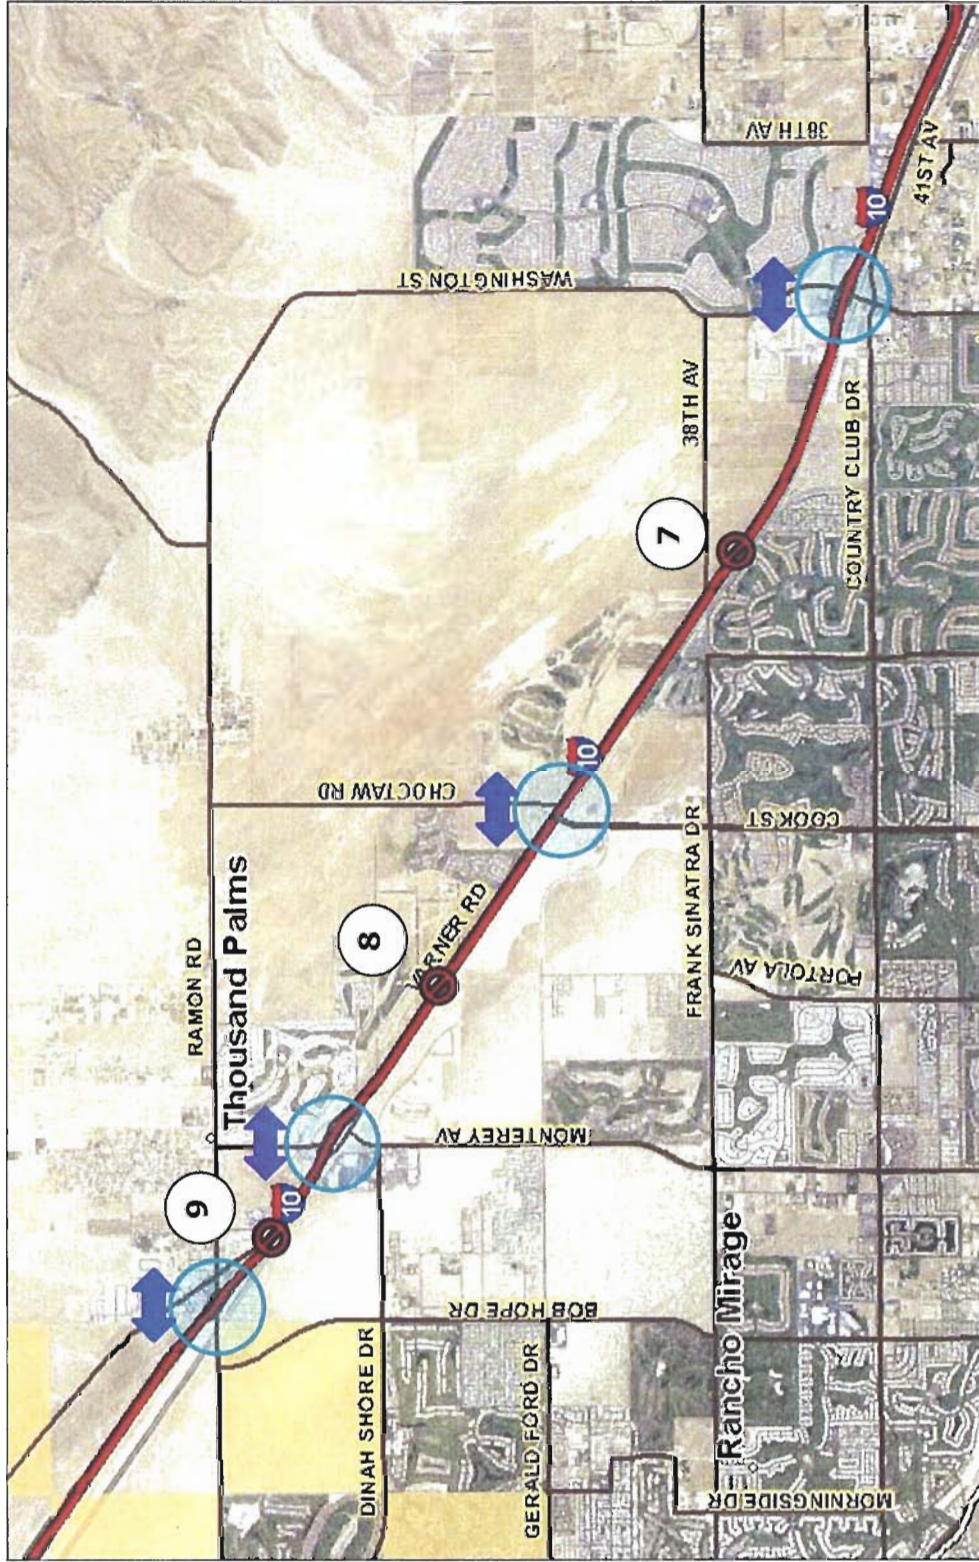 RAMON RD
Thousand Palms
9
10
8
VARNER RD
CHOCTAW RD
10
7
WASHINGTON ST
38TH AV
38TH AV
10
41ST AV
COUNTRY CLUB DR
FRANK SINATRA DR
COOK ST
PORTOLA AV
MONTEREY AV
BOB HOPE DR
DINAH SHORE DR
GERALD FORD DR
Rancho Mirage
MORNINGSIDE DR